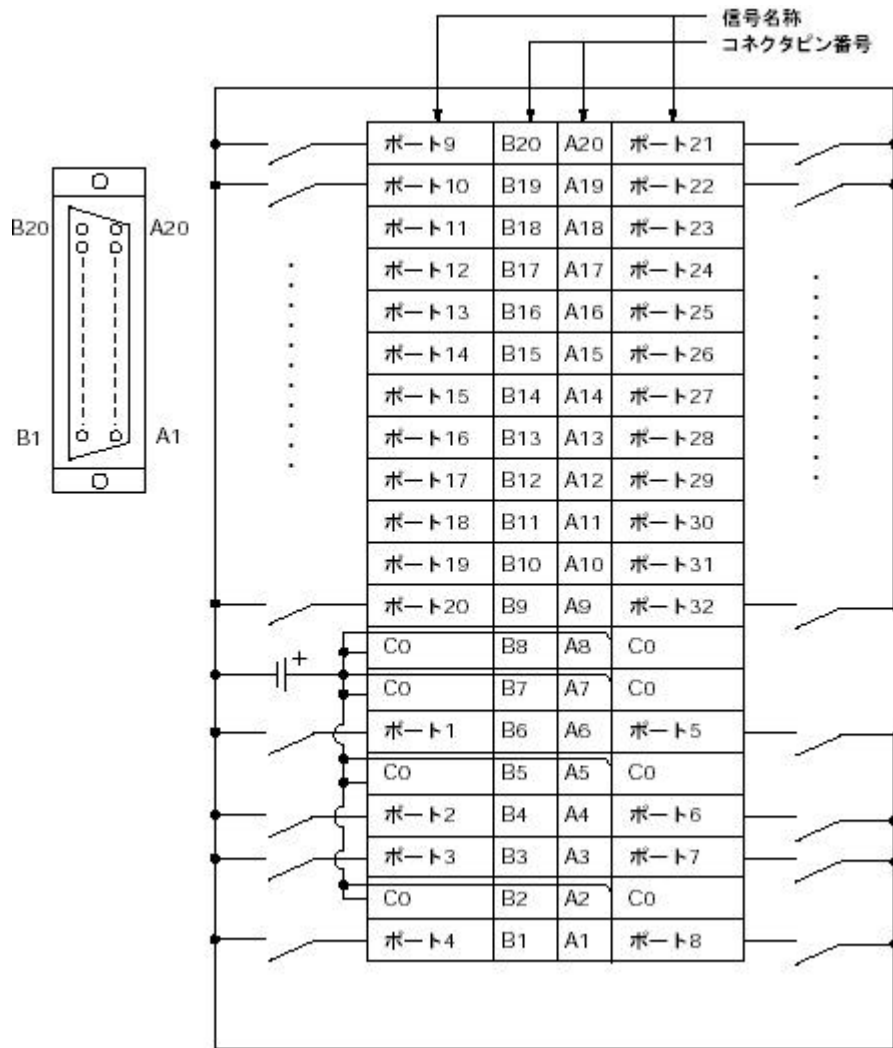 信号名称
コネクタピン番号
B20 A20
B1 A1
ポート9 B20 A20 ポート21
ポート10 B19 A19 ポート22
ポート11 B18 A18 ポート23
ポート12 B17 A17 ポート24
ポート13 B16 A16 ポート25
ポート14 B15 A15 ポート26
ポート15 B14 A14 ポート27
ポート16 B13 A13 ポート28
ポート17 B12 A12 ポート29
ポート18 B11 A11 ポート30
ポート19 B10 A10 ポート31
ポート20 B9 A9 ポート32
C0 B8 A8 C0
+
C0 B7 A7 C0
ポート1 B6 A6 ポート5
C0 B5 A5 C0
ポート2 B4 A4 ポート6
ポート3 B3 A3 ポート7
C0 B2 A2 C0
ポート4 B1 A1 ポート8